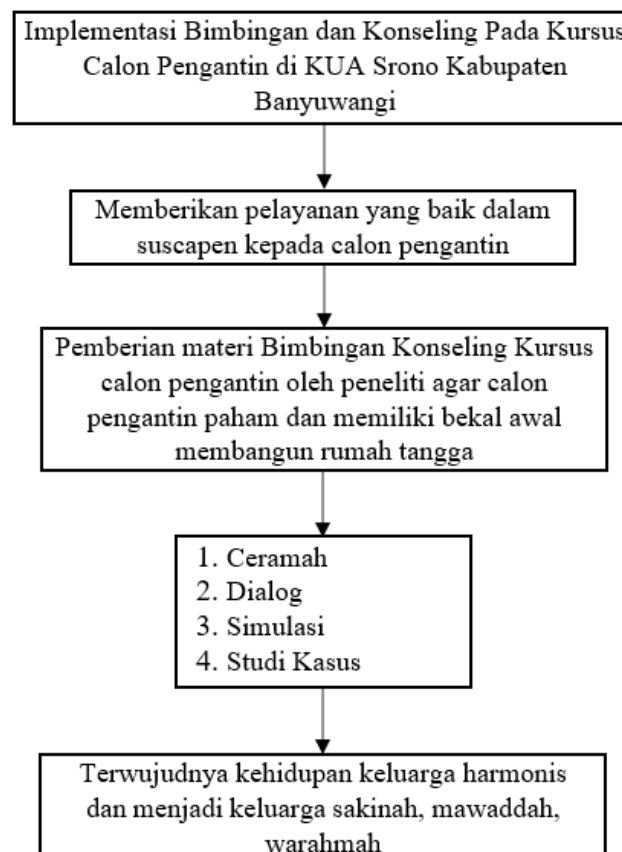 Implementasi Bimbingan dan Konseling Pada Kursus
Calon Pengantin di KUA Srono Kabupaten
Banyuwangi
Memberikan pelayanan yang baik dalam
suscapen kepada calon pengantin
Pemberian materi Bimbingan Konseling Kursus
calon pengantin oleh peneliti agar calon
pengantin paham dan memiliki bekal awal
membangun rumah tangga
1. Ceramah
2. Dialog
3. Simulasi
4. Studi Kasus
Terwujudnya kehidupan keluarga harmonis
dan menjadi keluarga sakinah, mawaddah,
warahmah